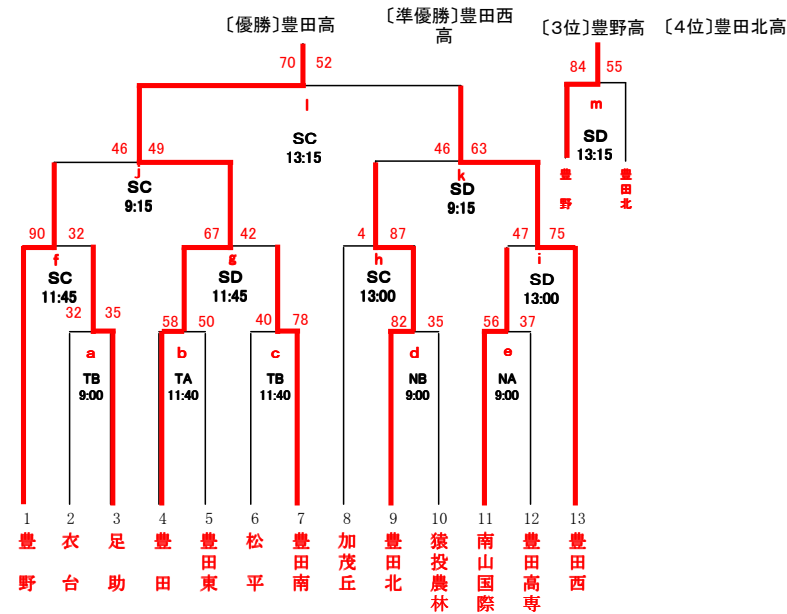 〔優勝〕豊田高
〔準優勝〕豊田西高
〔3位〕豊野高 〔4位〕豊田北高
70 52
84 55
l
m
SC
13:15
SD
13:15
豊野
豊田北
46 49
46 63
j
k
SC
9:15
SD
9:15
90 32
67 42
4 87
47 75
f
g
h
i
SC
11:45
SD
11:45
SC
13:00
SD
13:00
32 35
58 50
40 78
82 35
56 37
a
b
c
d
e
TB
9:00
TA
11:40
TB
11:40
NB
9:00
NA
9:00
1 2 3 4 5 6 7 8 9 10 11 12 13
豊野
衣台
足助
豊田
豊田東
松平
豊田南
加茂丘
豊田北
猿投農林
南山国際
豊田高専
豊田西